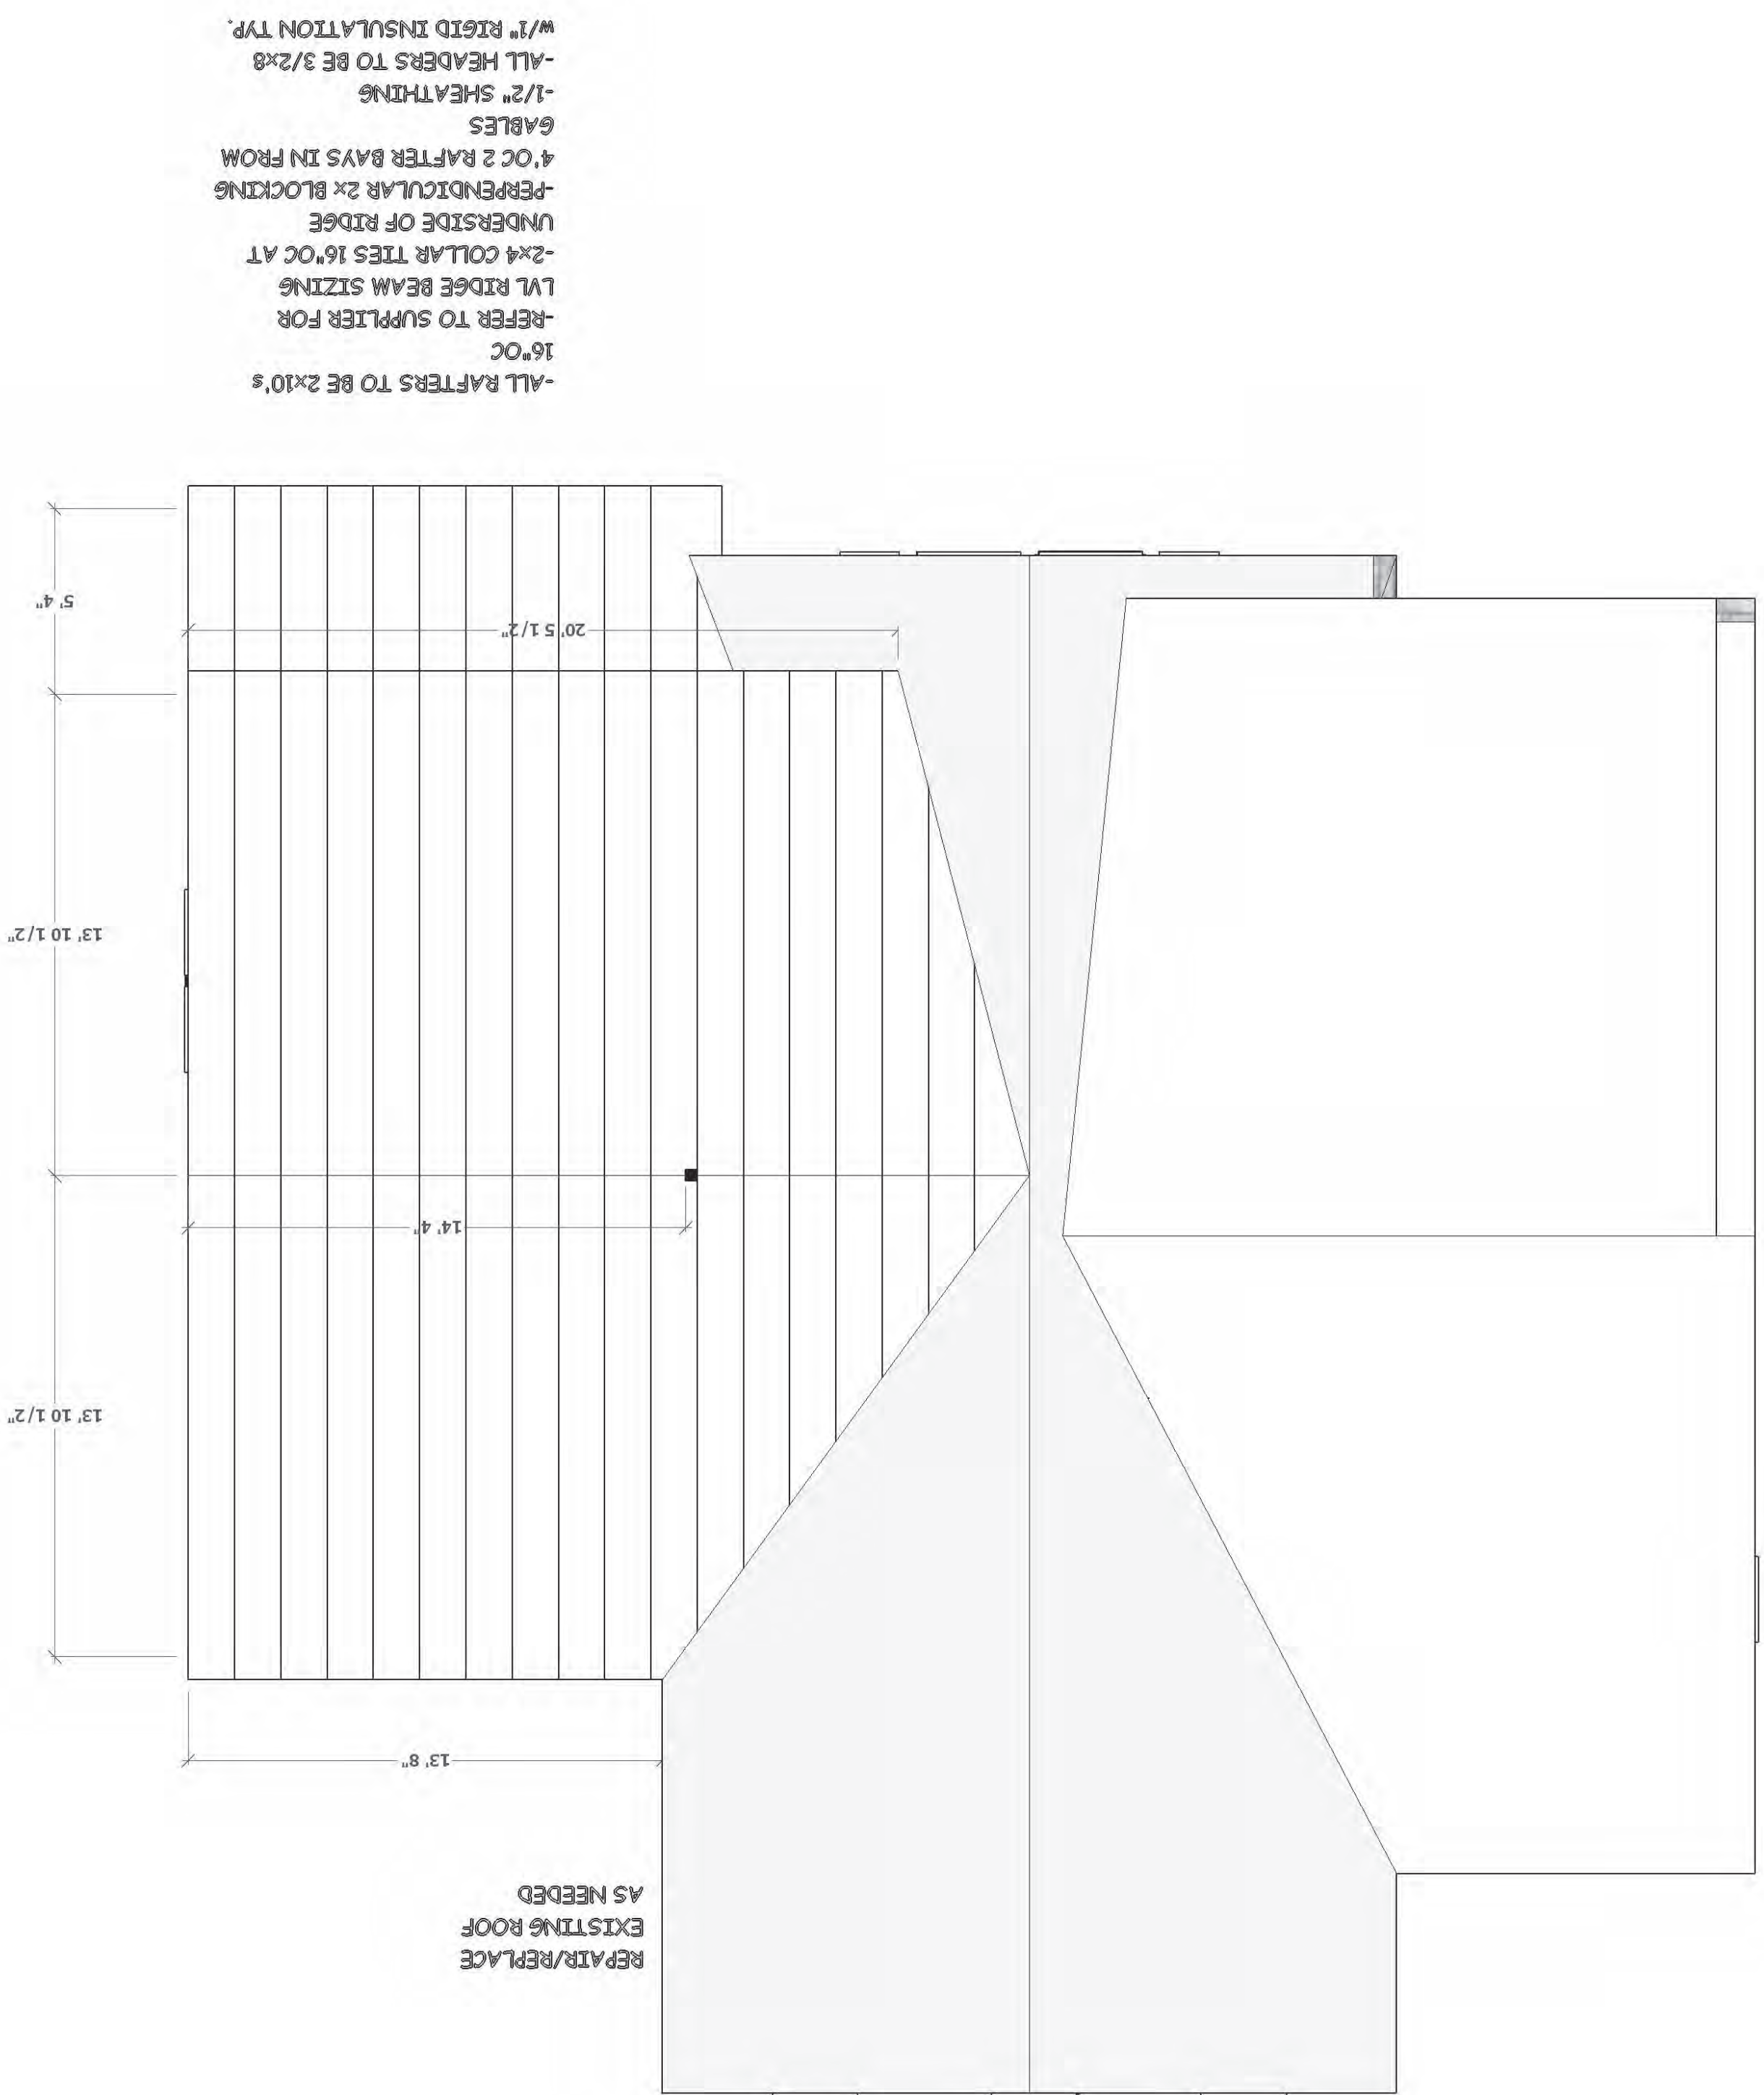 REPAIR/REPLACE
EXISTING ROOF
AS NEEDED
13' 8"
13' 10 1/2"
14' 4"
13' 10 1/2"
20' 5 1/2"
5' 4"
-ALL RAFTERS TO BE 2x10's
16"OC
-REFER TO SUPPLIER FOR
LVL RIDGE BEAM SIZING
-2x4 COLLAR TIES 16"OC AT
UNDERSIDE OF RIDGE
-PERPENDICULAR 2x BLOCKING
4'OC 2 RAFTER BAYS IN FROM
GABLES
-1/2" SHEATHING
-ALL HEADERS TO BE 3/2x8
W/1" RIGID INSULATION TYP.